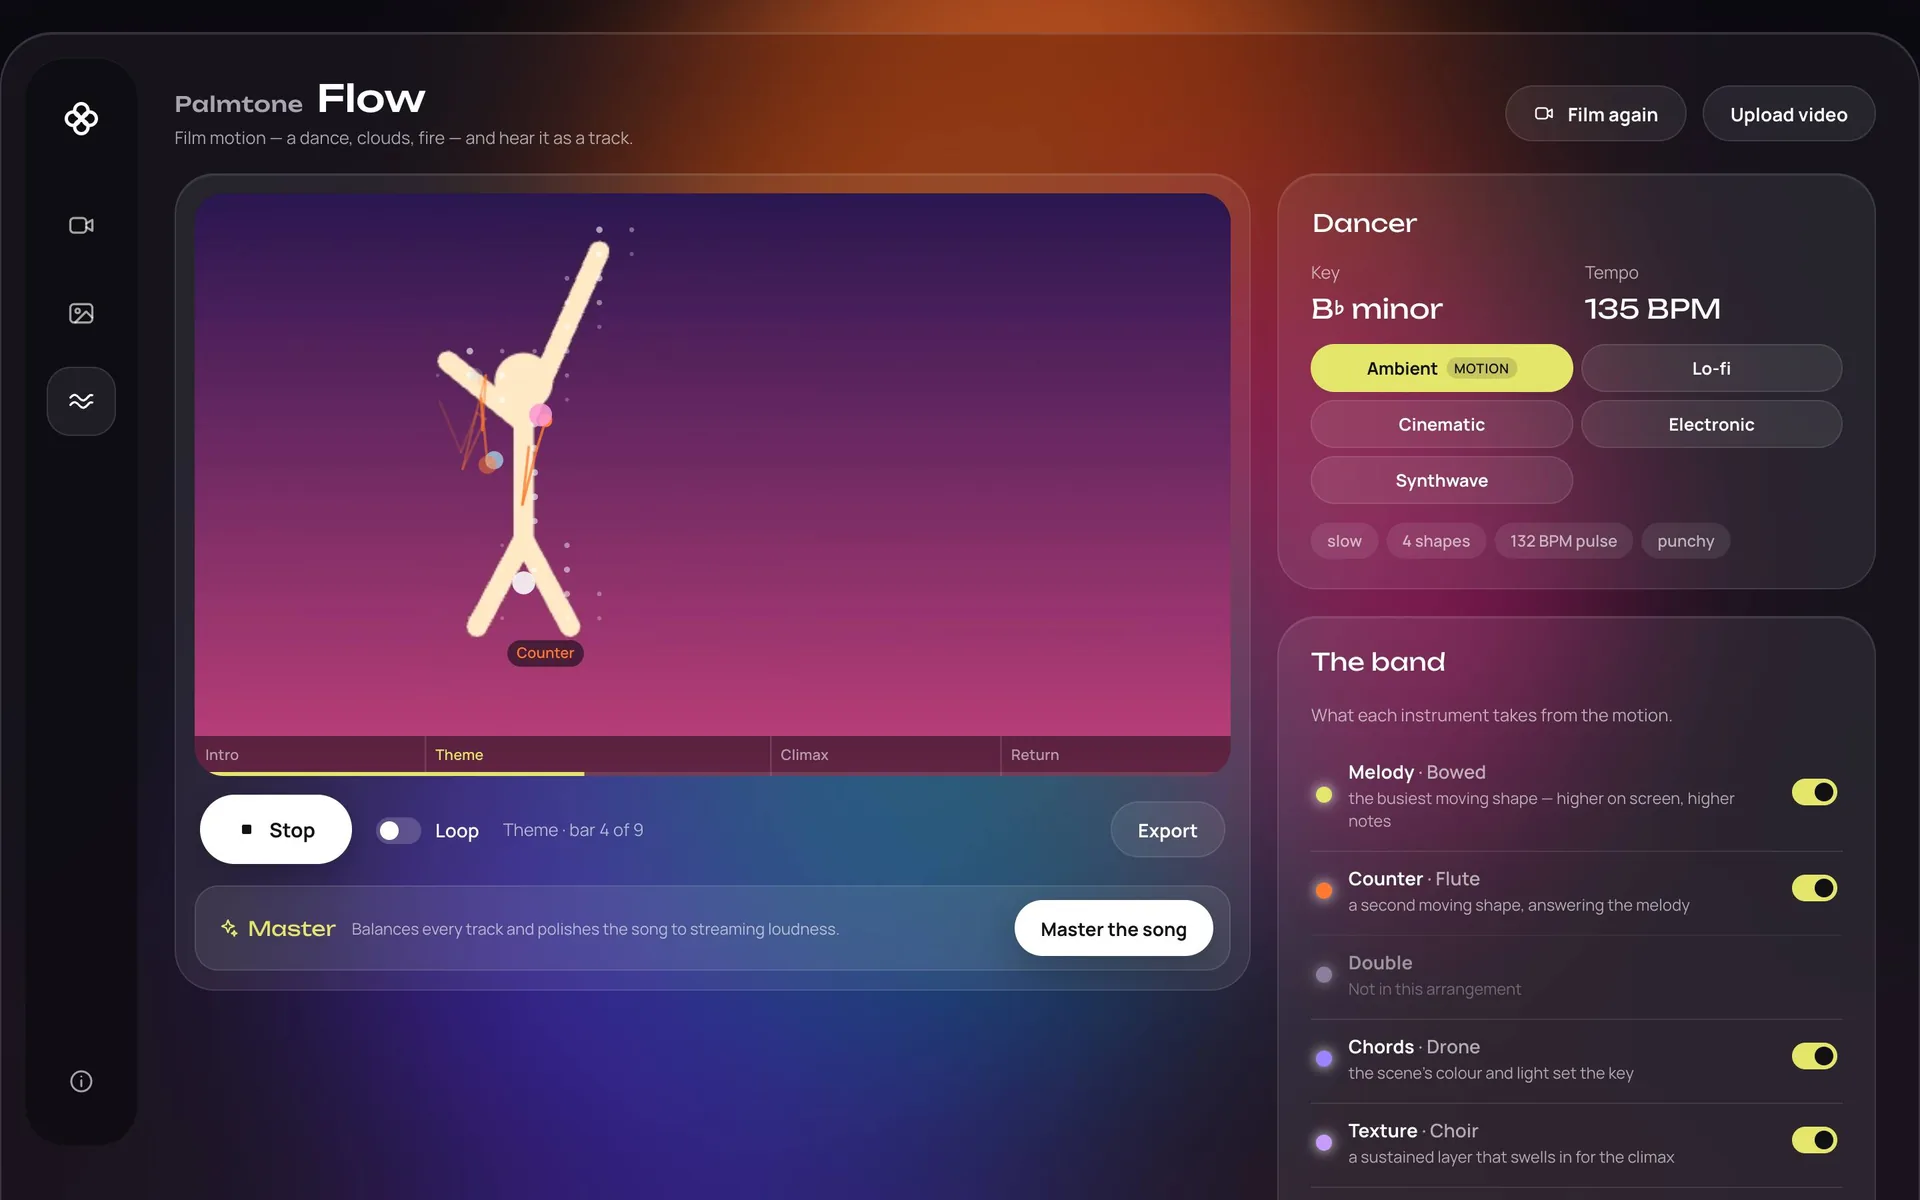 Palmtone Flow
Film motion — a dance, clouds, fire — and hear it as a track.
Film again
Upload video
Intro
Theme
Climax
Return
Counter
Stop
Loop
Theme · bar 4 of 9
Export
Master
Balances every track and polishes the song to streaming loudness.
Master the song
Dancer
Key
Tempo
B♭ minor
135 BPM
Ambient MOTION
Lo-fi
Cinematic
Electronic
Synthwave
slow
4 shapes
132 BPM pulse
punchy
The band
What each instrument takes from the motion.
Melody · Bowed
the busiest moving shape — higher on screen, higher
notes
Counter · Flute
a second moving shape, answering the melody
Double
Not in this arrangement
Chords · Drone
the scene's colour and light set the key
Texture · Choir
a sustained layer that swells in for the climax